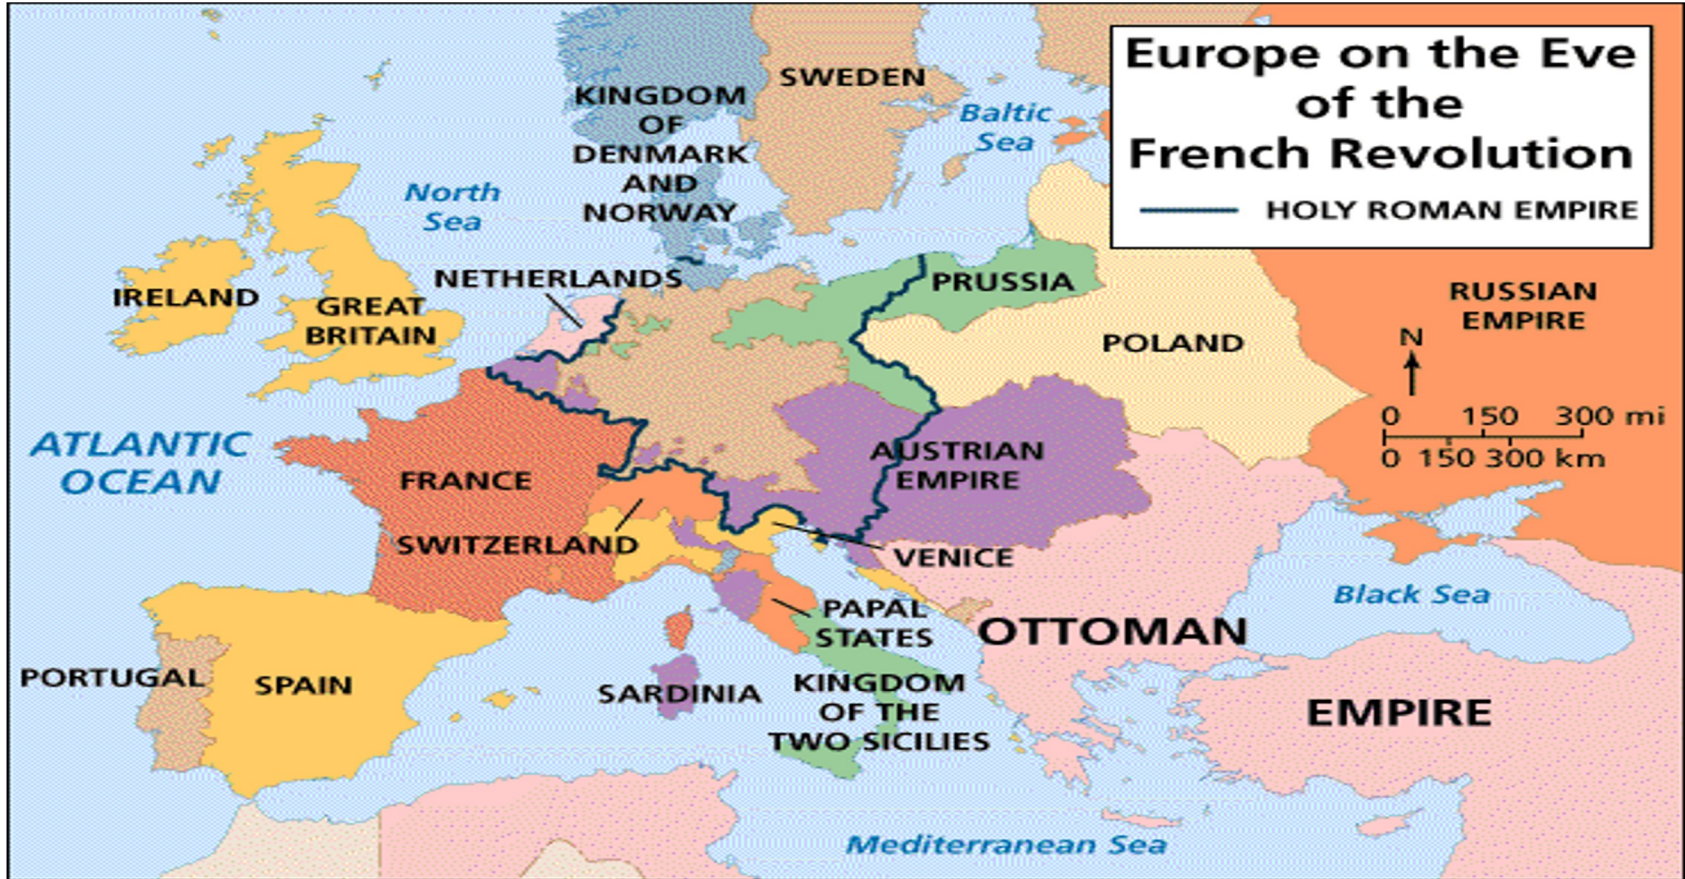 Europe on the Eve
of the
French Revolution
HOLY ROMAN EMPIRE
SWEDEN
KINGDOM
OF
DENMARK
AND
NORWAY
Baltic
Sea
North
Sea
NETHERLANDS
IRELAND
GREAT
BRITAIN
PRUSSIA
RUSSIAN
EMPIRE
POLAND
N
0 150 300 mi
0 150 300 km
ATLANTIC
OCEAN
FRANCE
AUSTRIAN
EMPIRE
SWITZERLAND
VENICE
Black Sea
PAPAL
STATES
OTTOMAN
EMPIRE
PORTUGAL
SPAIN
SARDINIA
KINGDOM
OF THE
TWO SICILIES
Mediterranean Sea